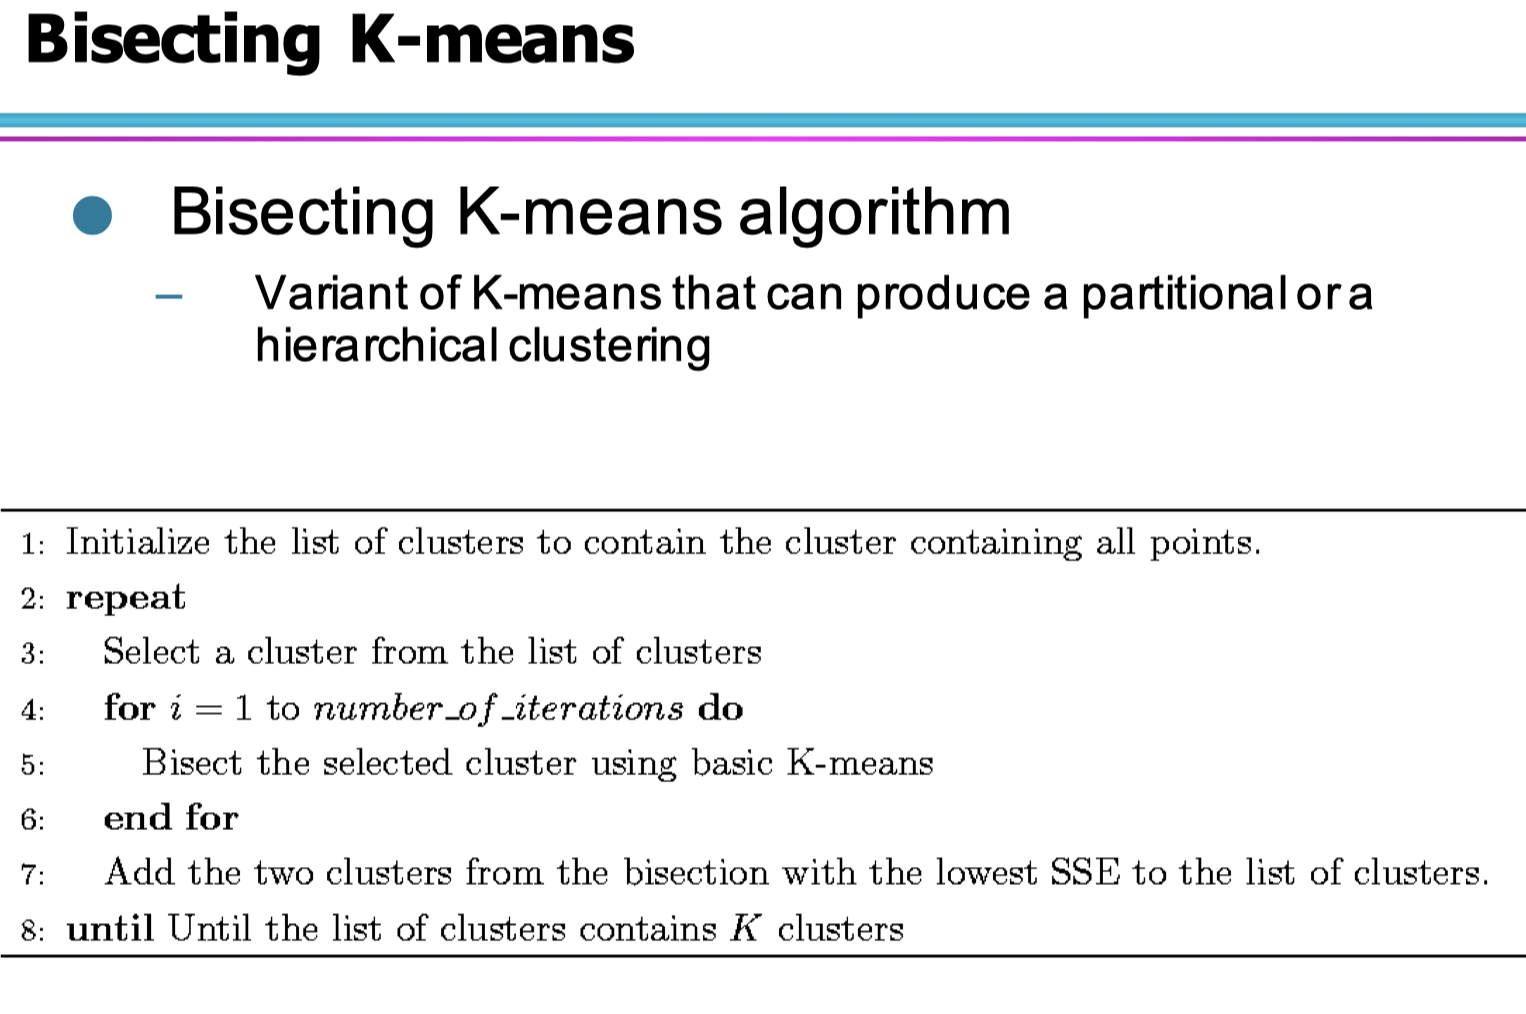 Bisecting K-means
● Bisecting K-means algorithm
– Variant of K-means that can produce a partitional or a
hierarchical clustering
1: Initialize the list of clusters to contain the cluster containing all points.
2: repeat
3: Select a cluster from the list of clusters
4: for i = 1 to number_of_iterations do
5: Bisect the selected cluster using basic K-means
6: end for
7: Add the two clusters from the bisection with the lowest SSE to the list of clusters.
8: until Until the list of clusters contains K clusters